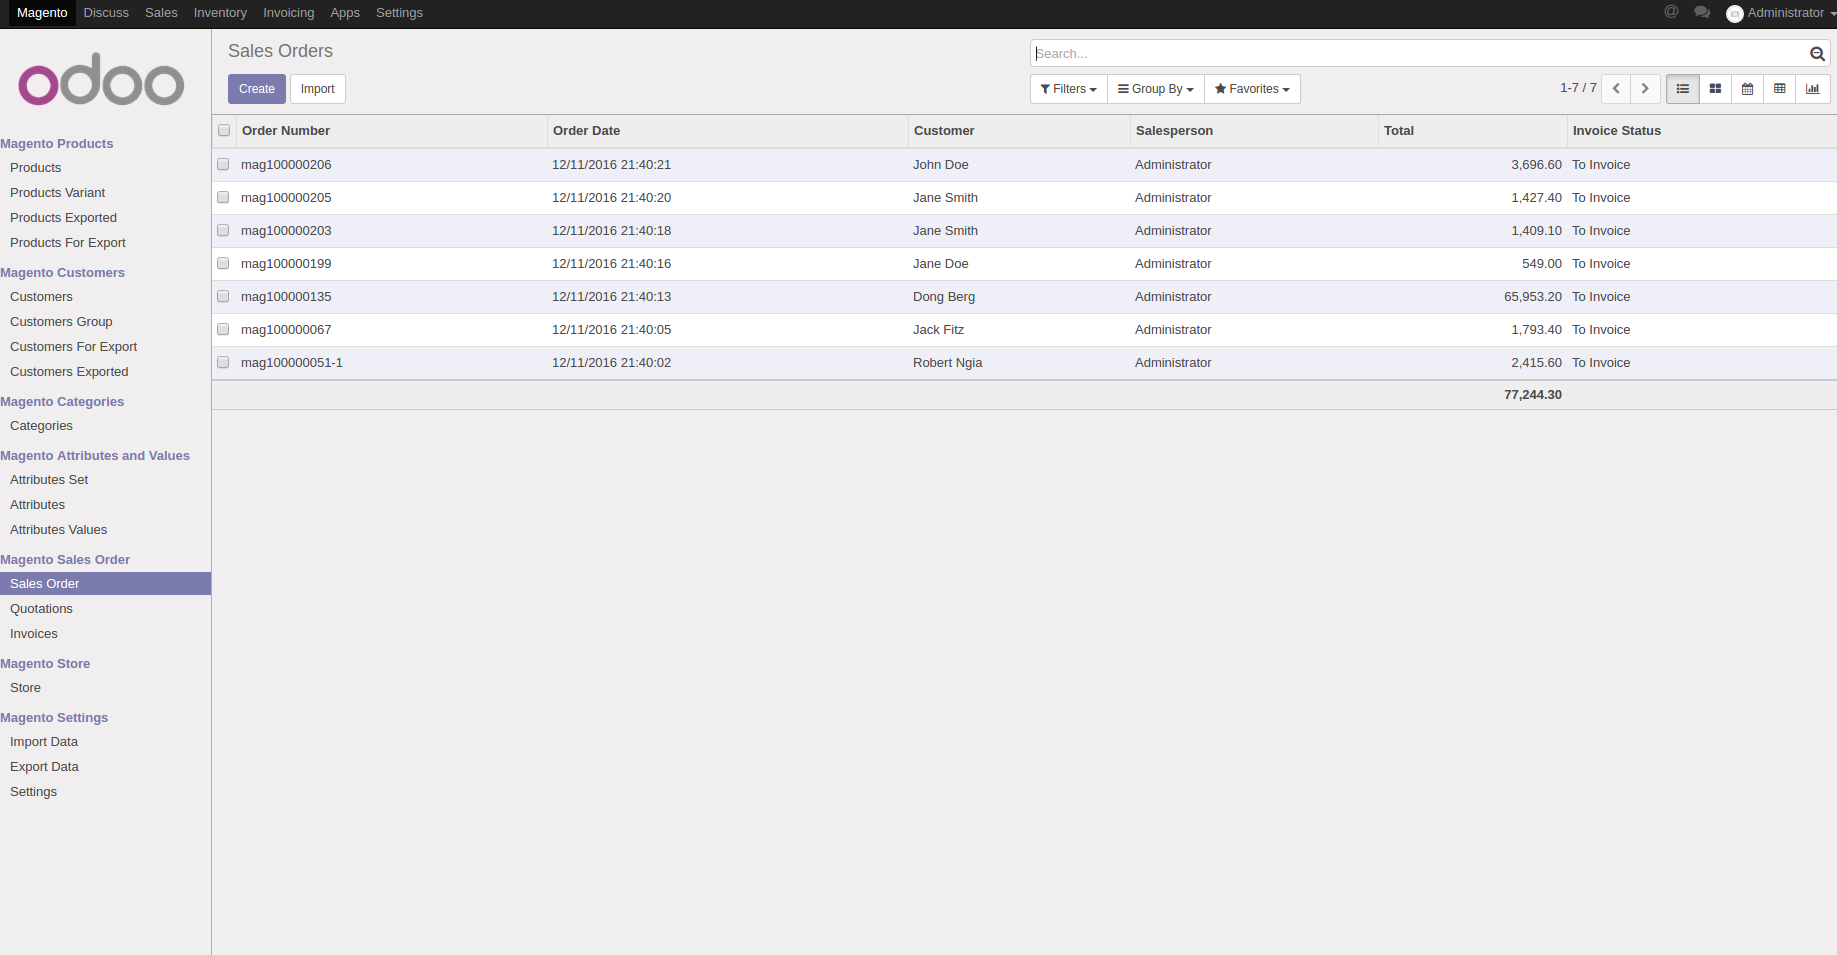 Magento Discuss Sales Inventory Invoicing Apps Settings @ Administrator
odoo
Magento Products
Products
Products Variant
Products Exported
Products For Export
Magento Customers
Customers
Customers Group
Customers For Export
Customers Exported
Magento Categories
Categories
Magento Attributes and Values
Attributes Set
Attributes
Attributes Values
Magento Sales Order
Sales Order
Quotations
Invoices
Magento Store
Store
Magento Settings
Import Data
Export Data
Settings
Sales Orders
Search...
Create Import
Filters Group By Favorites 1-7 / 7
Order Number Order Date Customer Salesperson Total Invoice Status
mag100000206 12/11/2016 21:40:21 John Doe Administrator 3,696.60 To Invoice
mag100000205 12/11/2016 21:40:20 Jane Smith Administrator 1,427.40 To Invoice
mag100000203 12/11/2016 21:40:18 Jane Smith Administrator 1,409.10 To Invoice
mag100000199 12/11/2016 21:40:16 Jane Doe Administrator 549.00 To Invoice
mag100000135 12/11/2016 21:40:13 Dong Berg Administrator 65,953.20 To Invoice
mag100000067 12/11/2016 21:40:05 Jack Fitz Administrator 1,793.40 To Invoice
mag100000051-1 12/11/2016 21:40:02 Robert Ngia Administrator 2,415.60 To Invoice
77,244.30